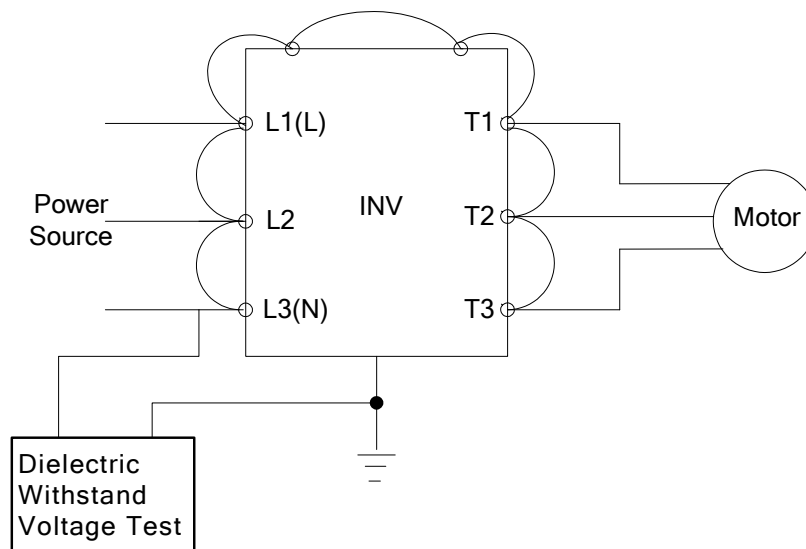 L1(L)
T1
Power
Source
L2
INV
T2
Motor
L3(N)
T3
Dielectric
Withstand
Voltage Test